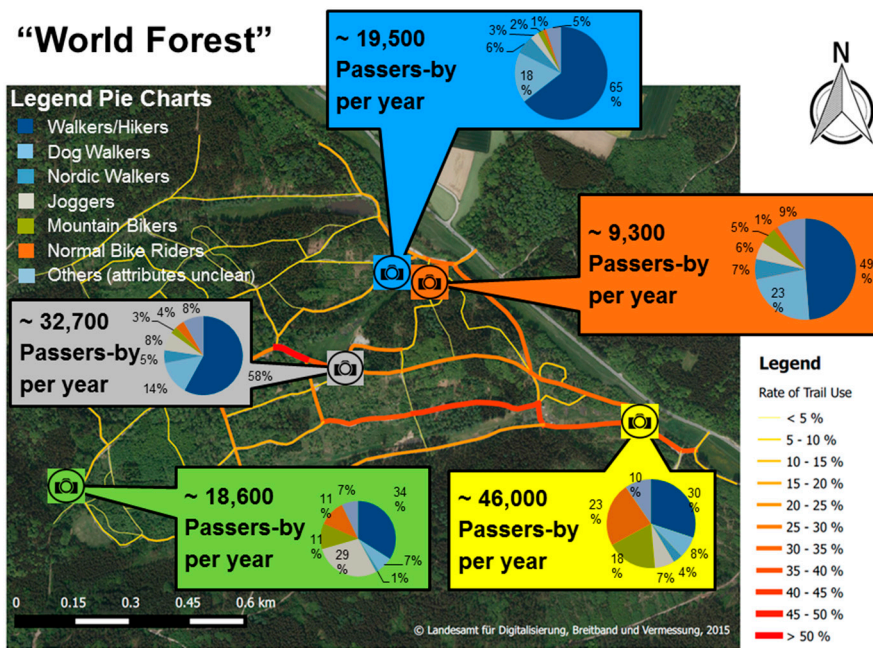 "World Forest"
~ 19,500
Passers-by
per year
3%
2%
1%
5%
6%
18
%
65
%
N
Legend Pie Charts
Walkers/Hikers
Dog Walkers
Nordic Walkers
Joggers
Mountain Bikers
Normal Bike Riders
Others (attributes unclear)
~ 9,300
Passers-by
per year
5%
1%
9%
6%
7%
23
%
49
%
~ 32,700
Passers-by
per year
3%
4%
8%
8%
5%
14%
58%
Legend
Rate of Trail Use
< 5 %
5 - 10 %
10 - 15 %
15 - 20 %
20 - 25 %
25 - 30 %
30 - 35 %
35 - 40 %
40 - 45 %
45 - 50 %
> 50 %
~ 18,600
Passers-by
per year
7%
34
%
11
%
11
%
29
%
7%
1%
~ 46,000
Passers-by
per year
10
%
30
%
23
%
18
%
7%
4%
8%
0 0.15 0.30 0.45 0.6 km
© Landesamt für Digitalisierung, Breitband und Vermessung, 2015